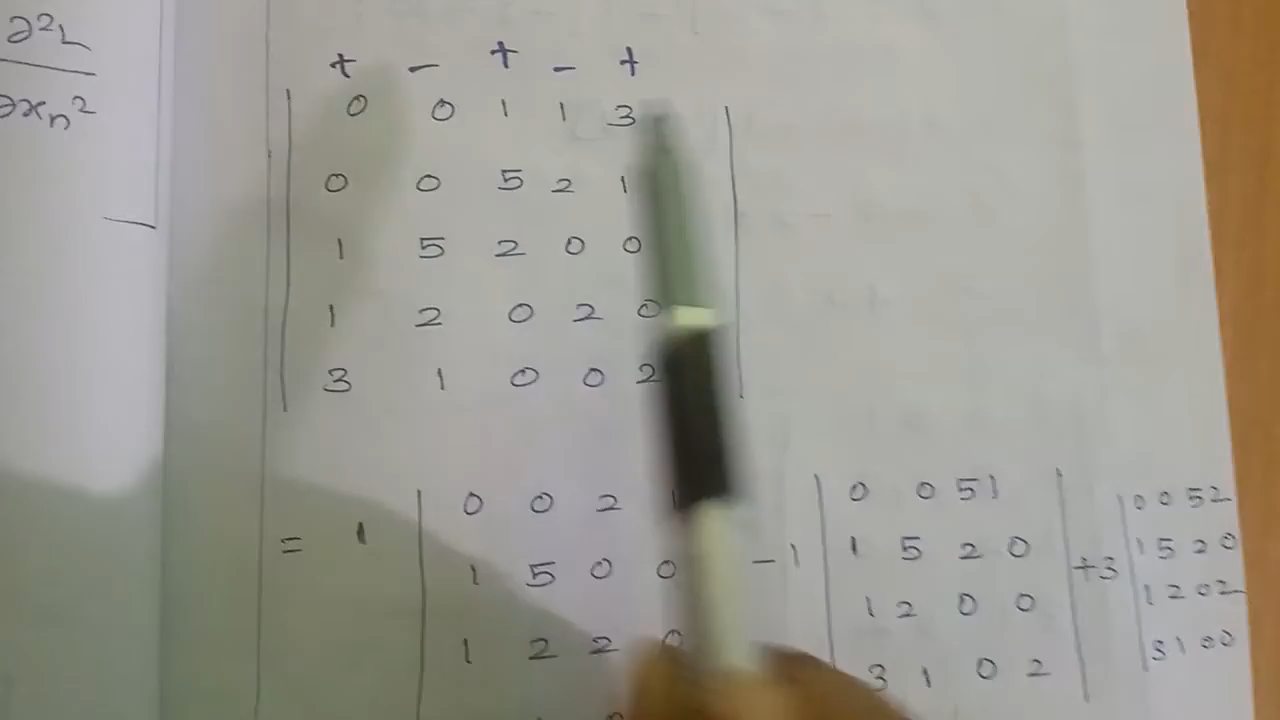 ∂²L
∂xₙ²
+ - + - +
0 0 1 1 3
0 0 5 2 1
1 5 2 0 0
1 2 0 2 0
3 1 0 0 2
0 0 2 0 0 5 1 0 0 5 2
= 1 1 5 0 0 -1 1 5 2 0 +3 1 5 2 0
1 2 2 0 1 2 0 0 1 2 0 2
3 1 0 2 3 1 0 0